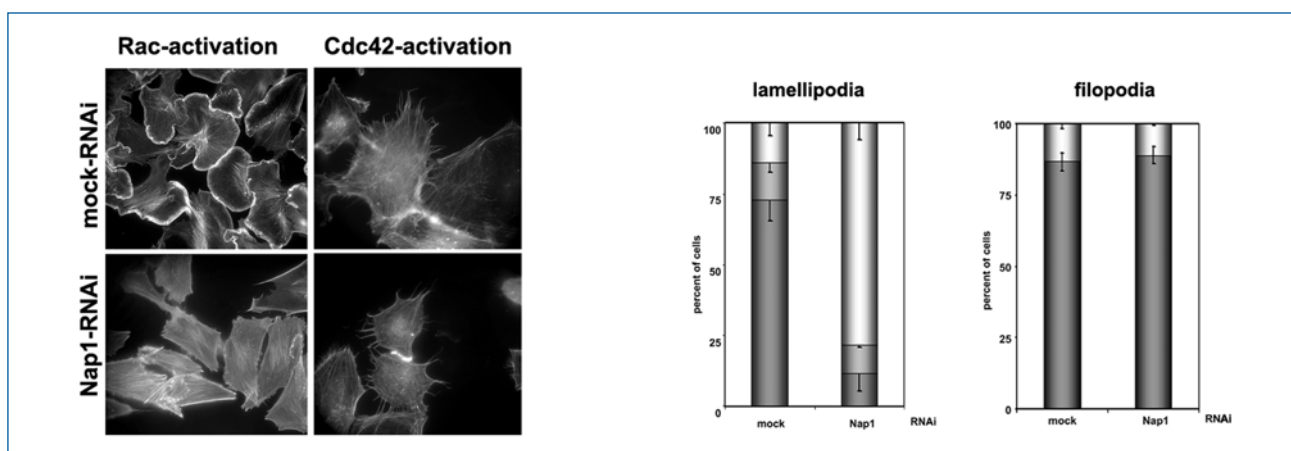 Rac-activation
Cdc42-activation
mock-RNAi
Nap1-RNAi
lamellipodia
percent of cells
100
75
50
25
0
mock
Nap1
RNAi
filopodia
percent of cells
100
75
50
25
0
mock
Nap1
RNAi